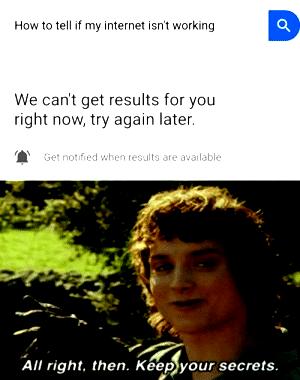 How to tell if my internet isn't working
We can't get results for you
right now, try again later.
Get notified when results are available
All right, then. Keep your secrets.